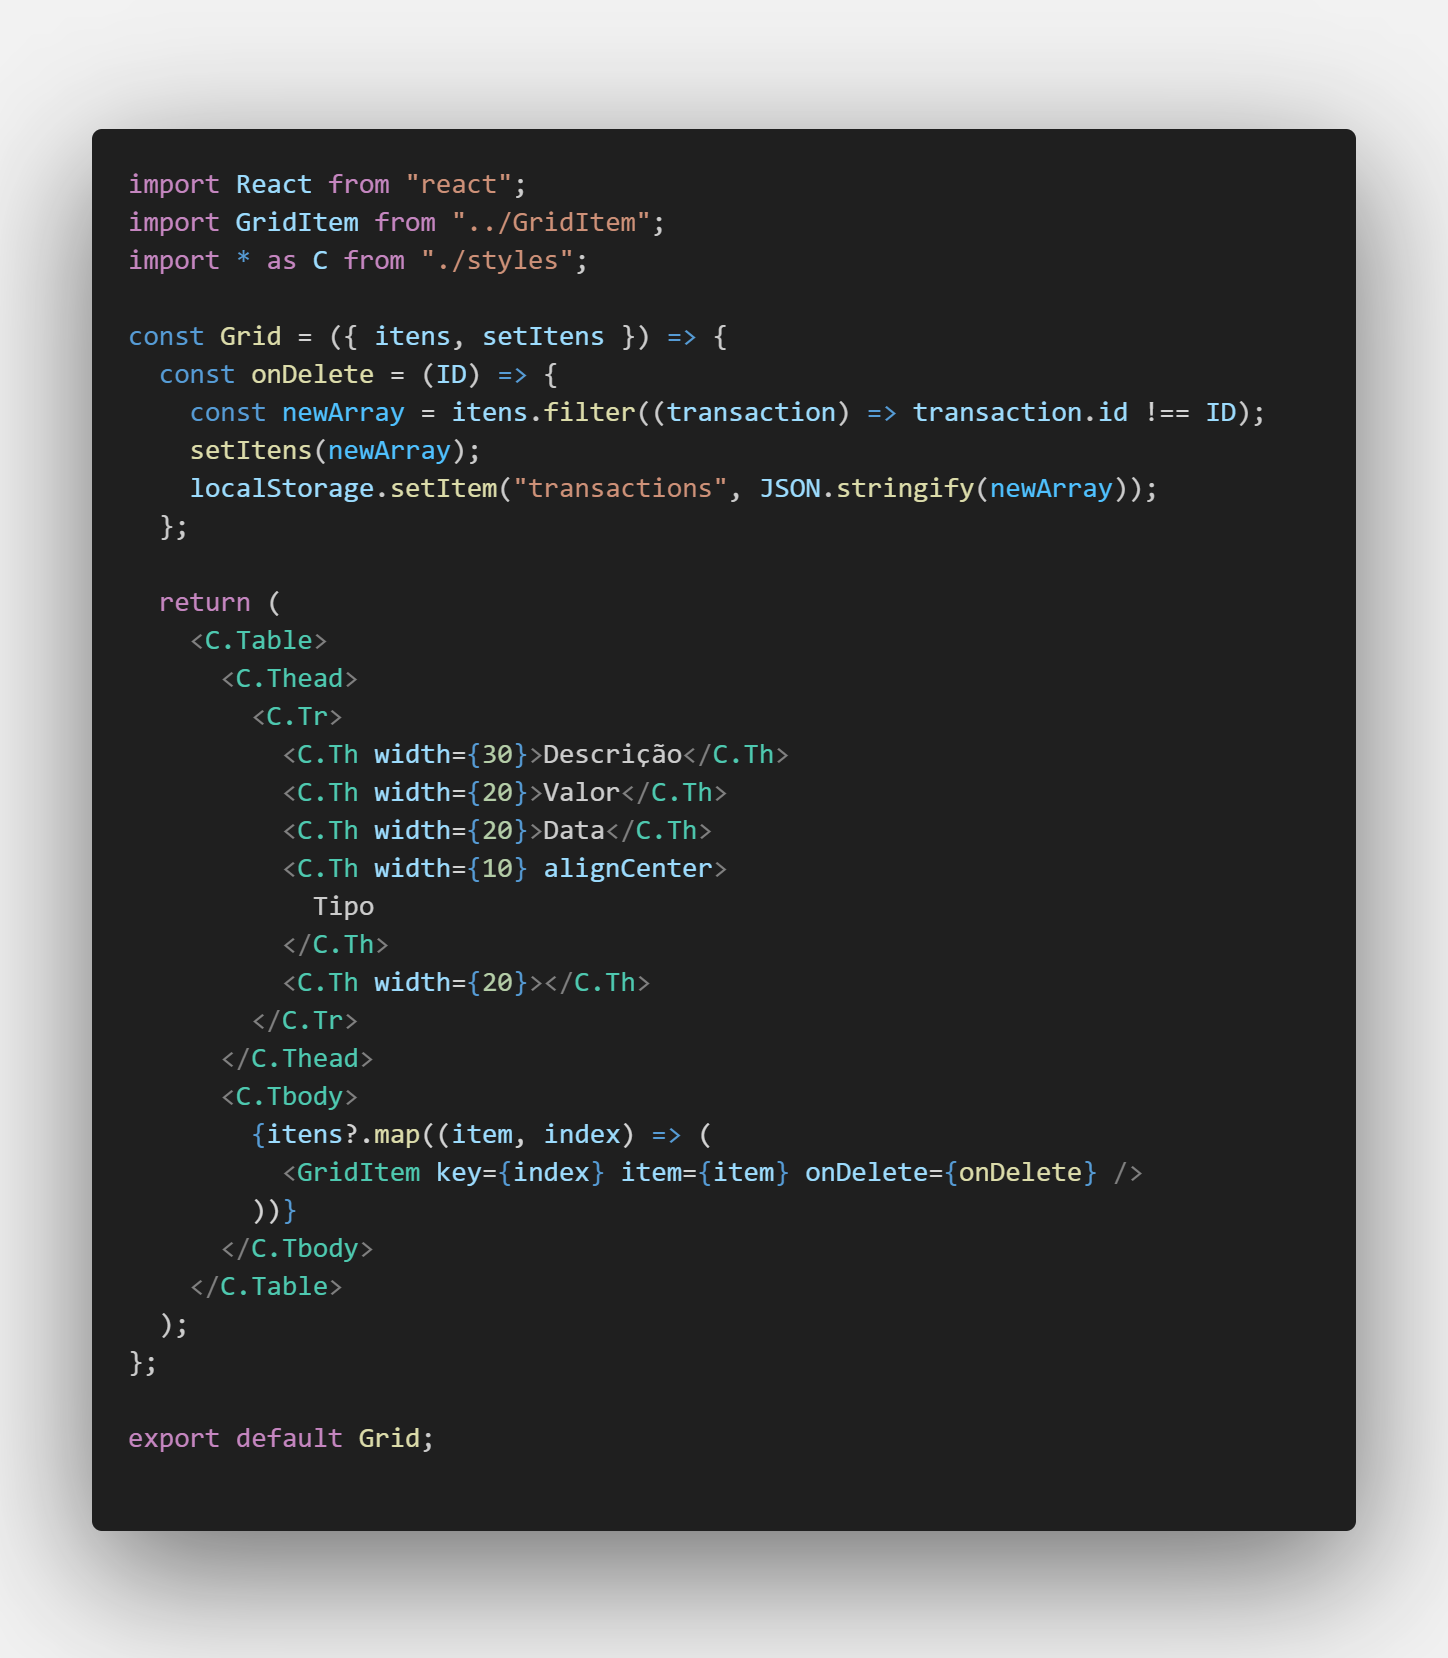 import React from "react";
import GridItem from "../GridItem";
import * as C from "./styles";

const Grid = ({ itens, setItens }) => {
  const onDelete = (ID) => {
    const newArray = itens.filter((transaction) => transaction.id !== ID);
    setItens(newArray);
    localStorage.setItem("transactions", JSON.stringify(newArray));
  };

  return (
    <C.Table>
      <C.Thead>
        <C.Tr>
          <C.Th width={30}>Descrição</C.Th>
          <C.Th width={20}>Valor</C.Th>
          <C.Th width={20}>Data</C.Th>
          <C.Th width={10} alignCenter>
            Tipo
          </C.Th>
          <C.Th width={20}></C.Th>
        </C.Tr>
      </C.Thead>
      <C.Tbody>
        {itens?.map((item, index) => (
          <GridItem key={index} item={item} onDelete={onDelete} />
        ))}
      </C.Tbody>
    </C.Table>
  );
};

export default Grid;